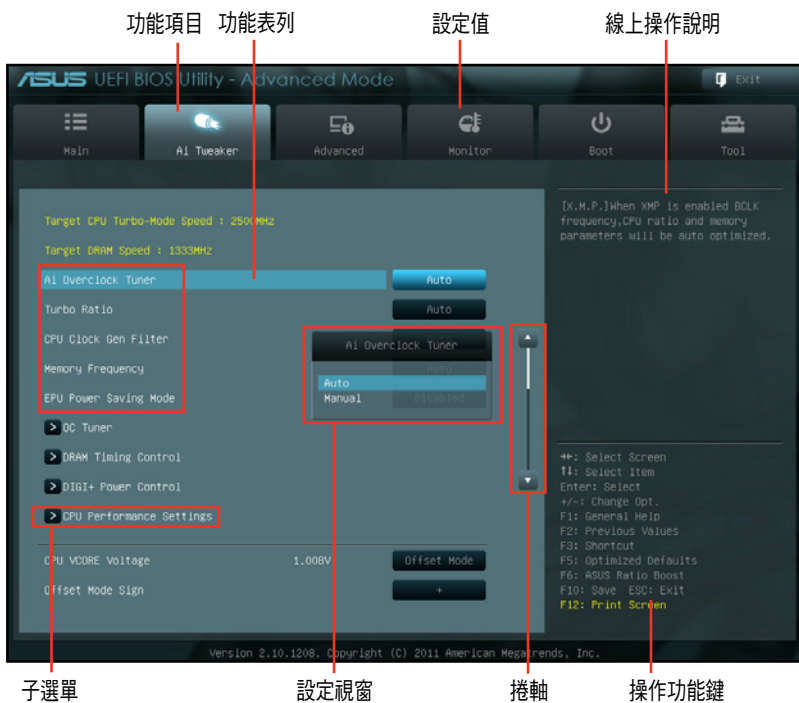 功能項目 功能表列 設定值 線上操作說明
ASUS UEFI BIOS Utility - Advanced Mode
Exit
Main Ai Tweaker Advanced Monitor Boot Tool
[X.M.P.]When XMP is enabled BCLK
frequency,CPU ratio and memory
parameters will be auto optimized.
Target CPU Turbo-Mode Speed : 2500MHz
Target DRAM Speed : 1333MHz
Ai Overclock Tuner Auto
Turbo Ratio Auto
CPU Clock Gen Filter
Memory Frequency Auto
EPU Power Saving Mode Disabled
Ai Overclock Tuner
Auto
Manual
> OC Tuner
> DRAM Timing Control
> DIGI+ Power Control
> CPU Performance Settings
CPU VCORE Voltage 1.008V Offset Mode
Offset Mode Sign +
→←: Select Screen
↑↓: Select Item
Enter: Select
+/-: Change Opt.
F1: General Help
F2: Previous Values
F3: Shortcut
F5: Optimized Defaults
F6: ASUS Ratio Boost
F10: Save ESC: Exit
F12: Print Screen
Version 2.10.1208. Copyright (C) 2011 American Megatrends, Inc.
子選單 設定視窗 捲軸 操作功能鍵